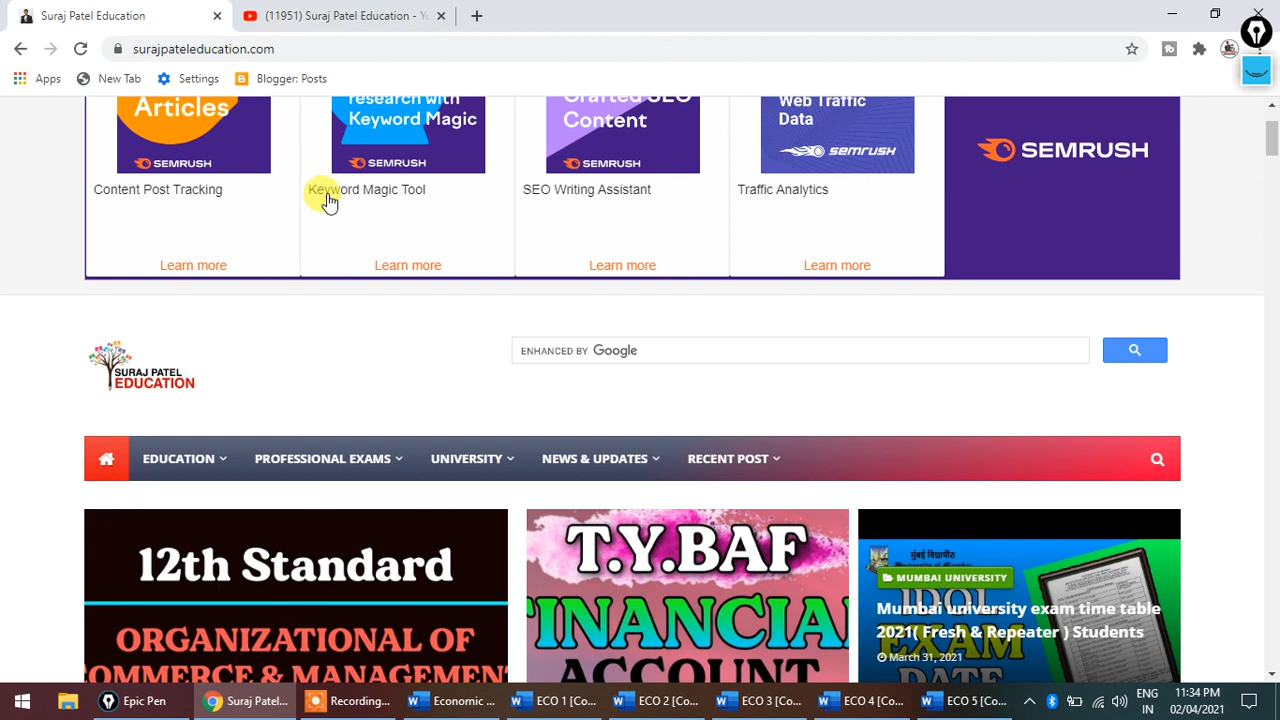 Suraj Patel Education
(11951) Suraj Patel Education - Y
surajpateleducation.com
Apps
New Tab
Settings
Blogger: Posts
Articles
research with
Keyword Magic
Crafted SEO
Content
Web Traffic
Data
SEMRUSH
SEMRUSH
SEMRUSH
SEMRUSH
SEMRUSH
Content Post Tracking
Keyword Magic Tool
SEO Writing Assistant
Traffic Analytics
Learn more
Learn more
Learn more
Learn more
SURAJ PATEL
EDUCATION
ENHANCED BY Google
EDUCATION
PROFESSIONAL EXAMS
UNIVERSITY
NEWS & UPDATES
RECENT POST
12th Standard
ORGANIZATIONAL OF
COMMERCE & MANAGEMENT
T.Y.BAF
FINANCIAL
ACCOUNT
मुंबई विद्यापीठ
MUMBAI UNIVERSITY
IDOL
EXAM
DATE
Mumbai university exam time table
2021( Fresh & Repeater ) Students
March 31, 2021
Epic Pen
Suraj Patel...
Recording...
Economic ...
ECO 1 [Co...
ECO 2 [Co...
ECO 3 [Co...
ECO 4 [Co...
ECO 5 [Co...
ENG
IN
11:34 PM
02/04/2021